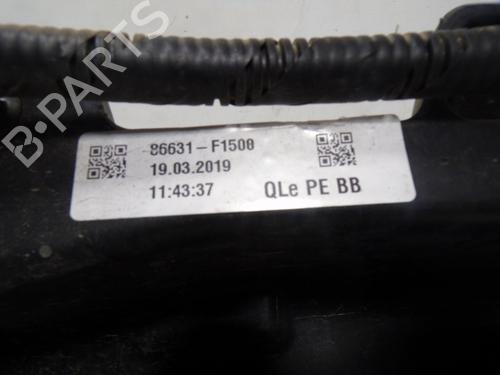 86631-F1500
19.03.2019
11:43:37 QLe PE BB
B-PARTS